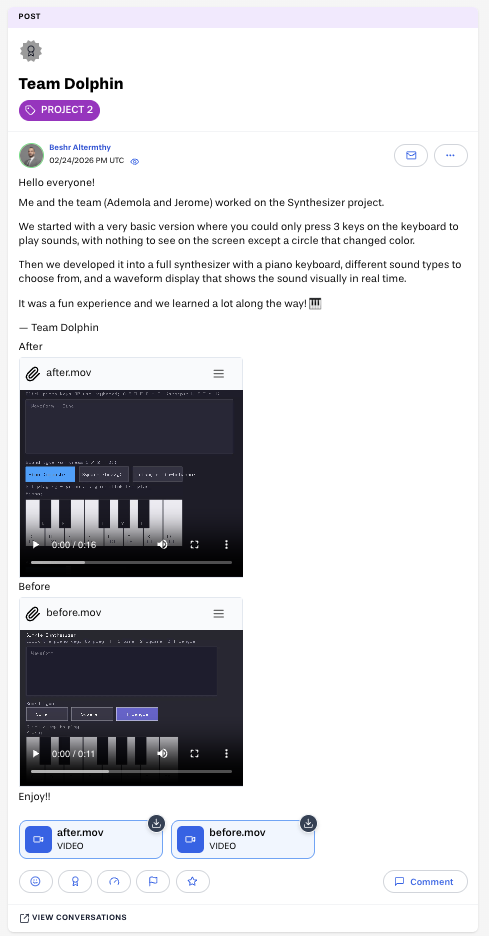 POST
Team Dolphin
PROJECT 2
Beshr Altermthy
02/24/2026 PM UTC
Hello everyone!
Me and the team (Ademola and Jerome) worked on the Synthesizer project.
We started with a very basic version where you could only press 3 keys on the keyboard to
play sounds, with nothing to see on the screen except a circle that changed color.
Then we developed it into a full synthesizer with a piano keyboard, different sound types to
choose from, and a waveform display that shows the sound visually in real time.
It was a fun experience and we learned a lot along the way! 🎹
— Team Dolphin
After
after.mov
0:00 / 0:16
Before
before.mov
Waveform
0:00 / 0:11
Enjoy!!
after.mov
VIDEO
before.mov
VIDEO
Comment
VIEW CONVERSATIONS